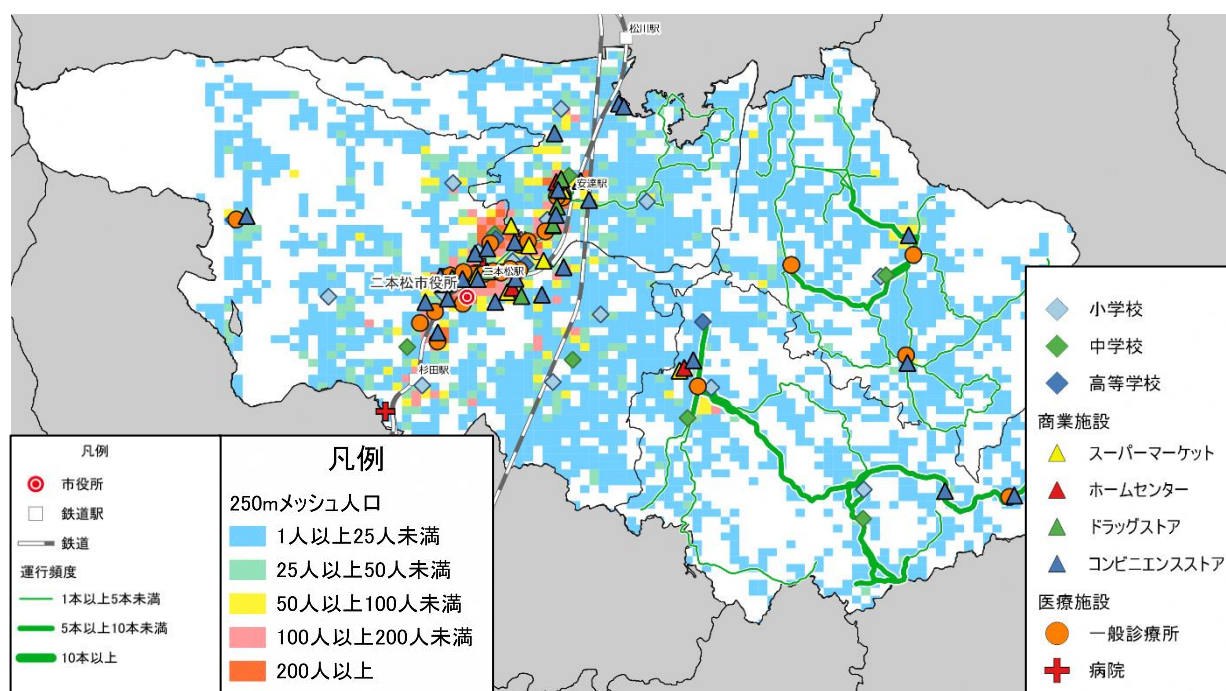 松川駅
安達駅
二本松駅
二本松市役所
杉田駅
凡例
市役所
鉄道駅
鉄道
運行頻度
1本以上5本未満
5本以上10本未満
10本以上
凡例
250mメッシュ人口
1人以上25人未満
25人以上50人未満
50人以上100人未満
100人以上200人未満
200人以上
小学校
中学校
高等学校
商業施設
スーパーマーケット
ホームセンター
ドラッグストア
コンビニエンスストア
医療施設
一般診療所
病院